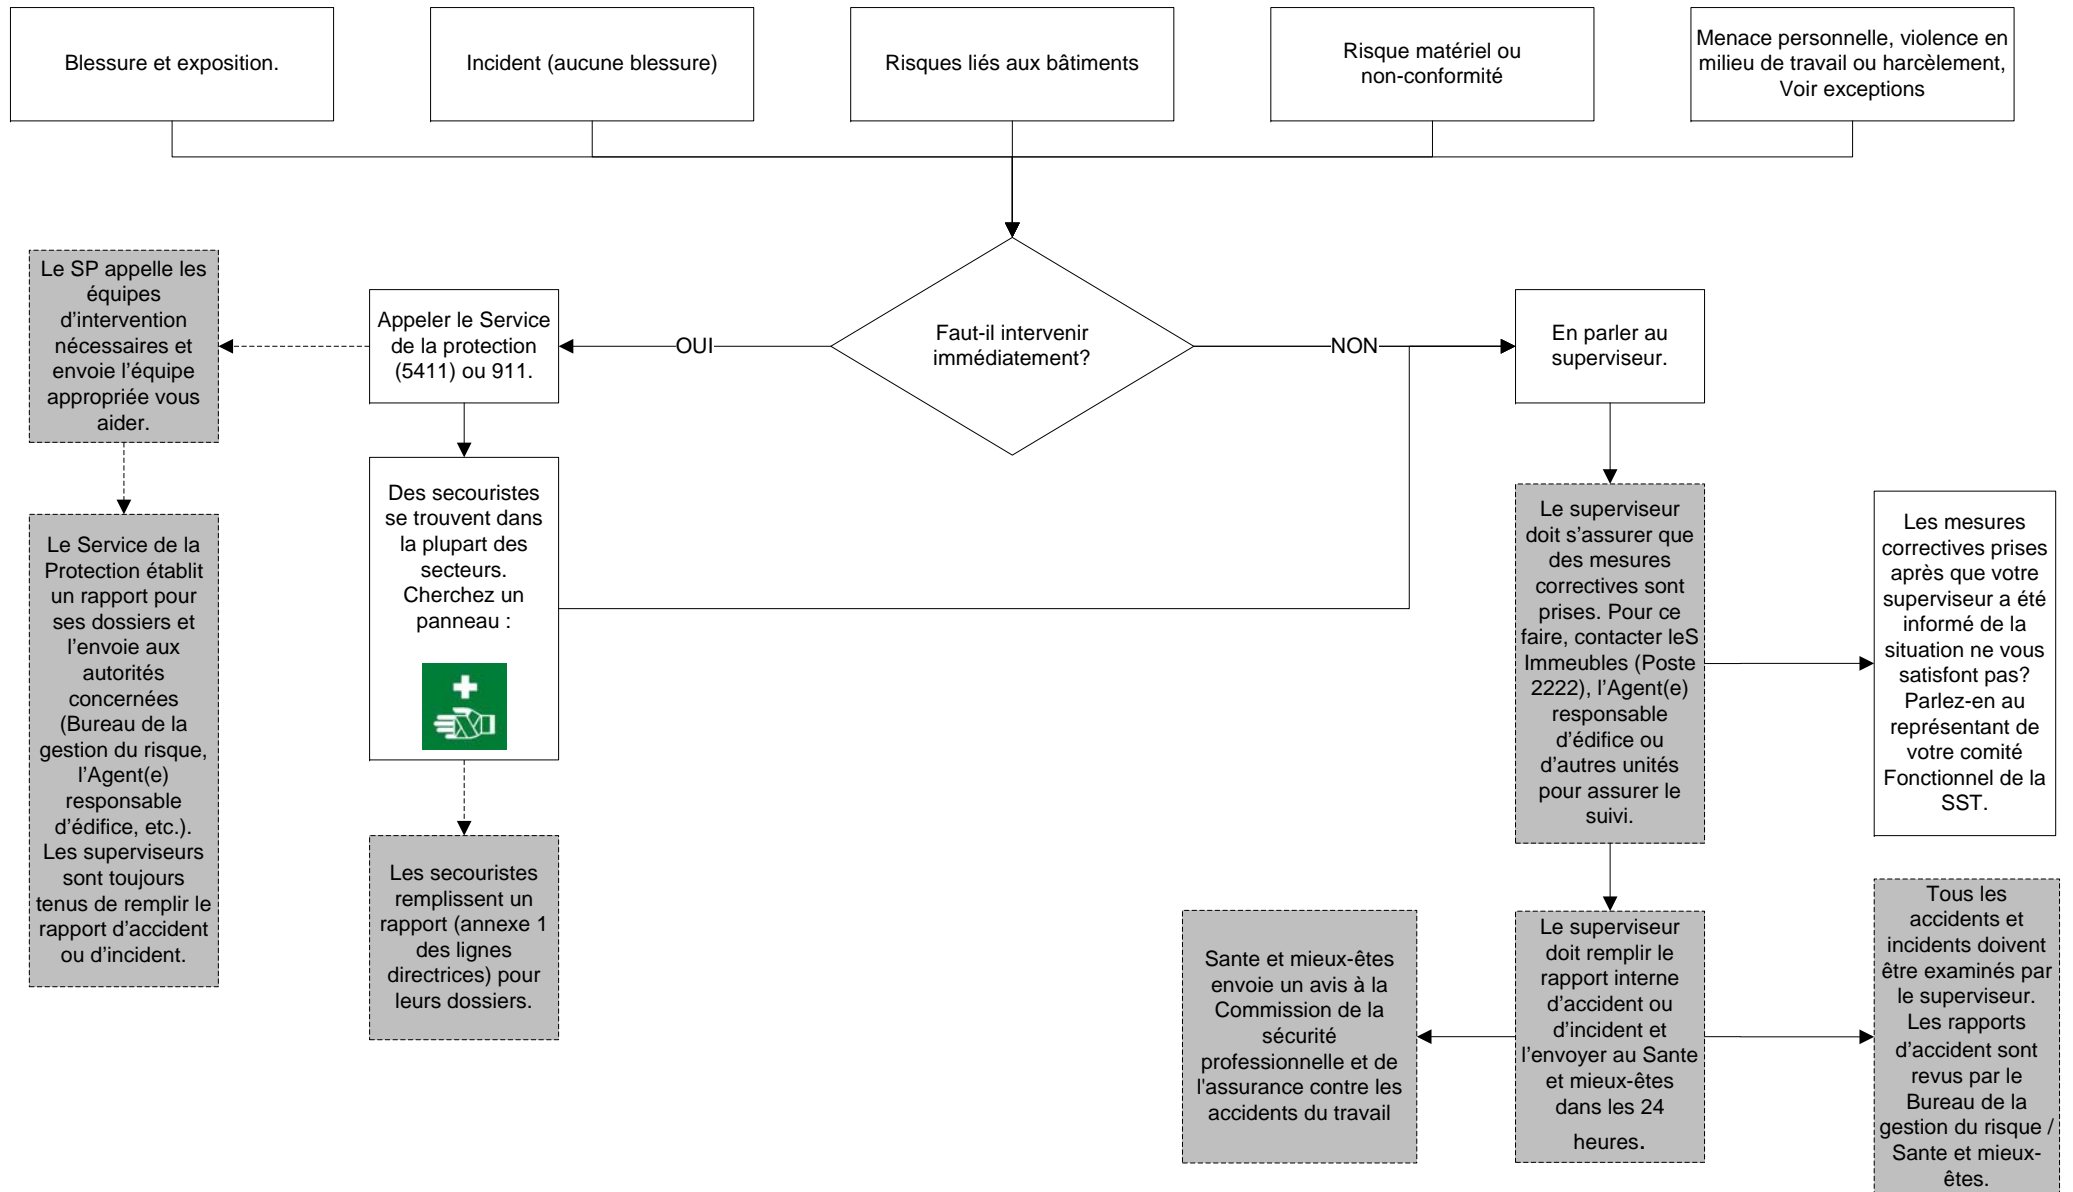 Blessure et exposition.
Incident (aucune blessure)
Risques liés aux bâtiments
Risque matériel ou
non-conformité
Menace personnelle, violence en
milieu de travail ou harcèlement,
Voir exceptions
Le SP appelle les
équipes
d'intervention
nécessaires et
envoie l'équipe
appropriée vous
aider.
Appeler le Service
de la protection
(5411) ou 911.
OUI
Faut-il intervenir
immédiatement?
NON
En parler au
superviseur.
Le Service de la
Protection établit
un rapport pour
ses dossiers et
l'envoie aux
autorités
concernées
(Bureau de la
gestion du risque,
l'Agent(e)
responsable
d'édifice, etc.).
Les superviseurs
sont toujours
tenus de remplir le
rapport d'accident
ou d'incident.
Des secouristes
se trouvent dans
la plupart des
secteurs.
Cherchez un
panneau :
Les secouristes
remplissent un
rapport (annexe 1
des lignes
directrices) pour
leurs dossiers.
Le superviseur
doit s'assurer que
des mesures
correctives sont
prises. Pour ce
faire, contacter leS
Immeubles (Poste
2222), l'Agent(e)
responsable
d'édifice ou
d'autres unités
pour assurer le
suivi.
Les mesures
correctives prises
après que votre
superviseur a été
informé de la
situation ne vous
satisfont pas?
Parlez-en au
représentant de
votre comité
Fonctionnel de la
SST.
Sante et mieux-êtes
envoie un avis à la
Commission de la
sécurité
professionnelle et de
l'assurance contre les
accidents du travail
Le superviseur
doit remplir le
rapport interne
d'accident ou
d'incident et
l'envoyer au Sante
et mieux-êtes
dans les 24
heures.
Tous les
accidents et
incidents doivent
être examinés par
le superviseur.
Les rapports
d'accident sont
revus par le
Bureau de la
gestion du risque /
Sante et mieux-
êtes.